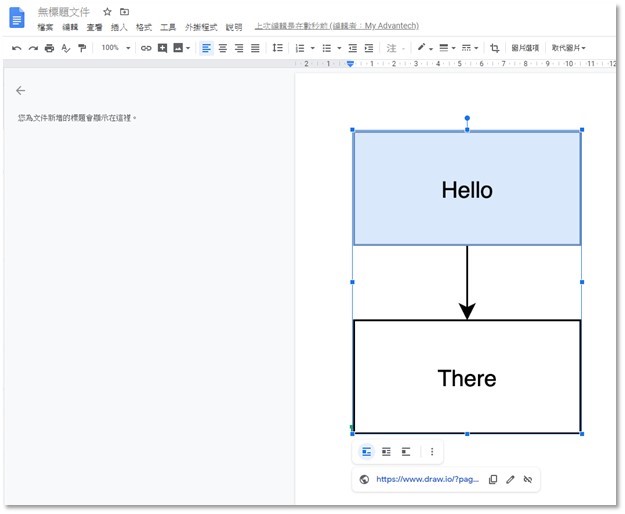 無標題文件
檔案 編輯 查看 插入 格式 工具 外掛程式 說明 上次編輯是在數秒前 (編輯者：My Advantech)
100% 注 圖片選項 取代圖片
2 1 1 2 3 4 5 6 7 8 9 10 11 12
您為文件新增的標題會顯示在這裡。
Hello
There
https://www.draw.io/?pag...